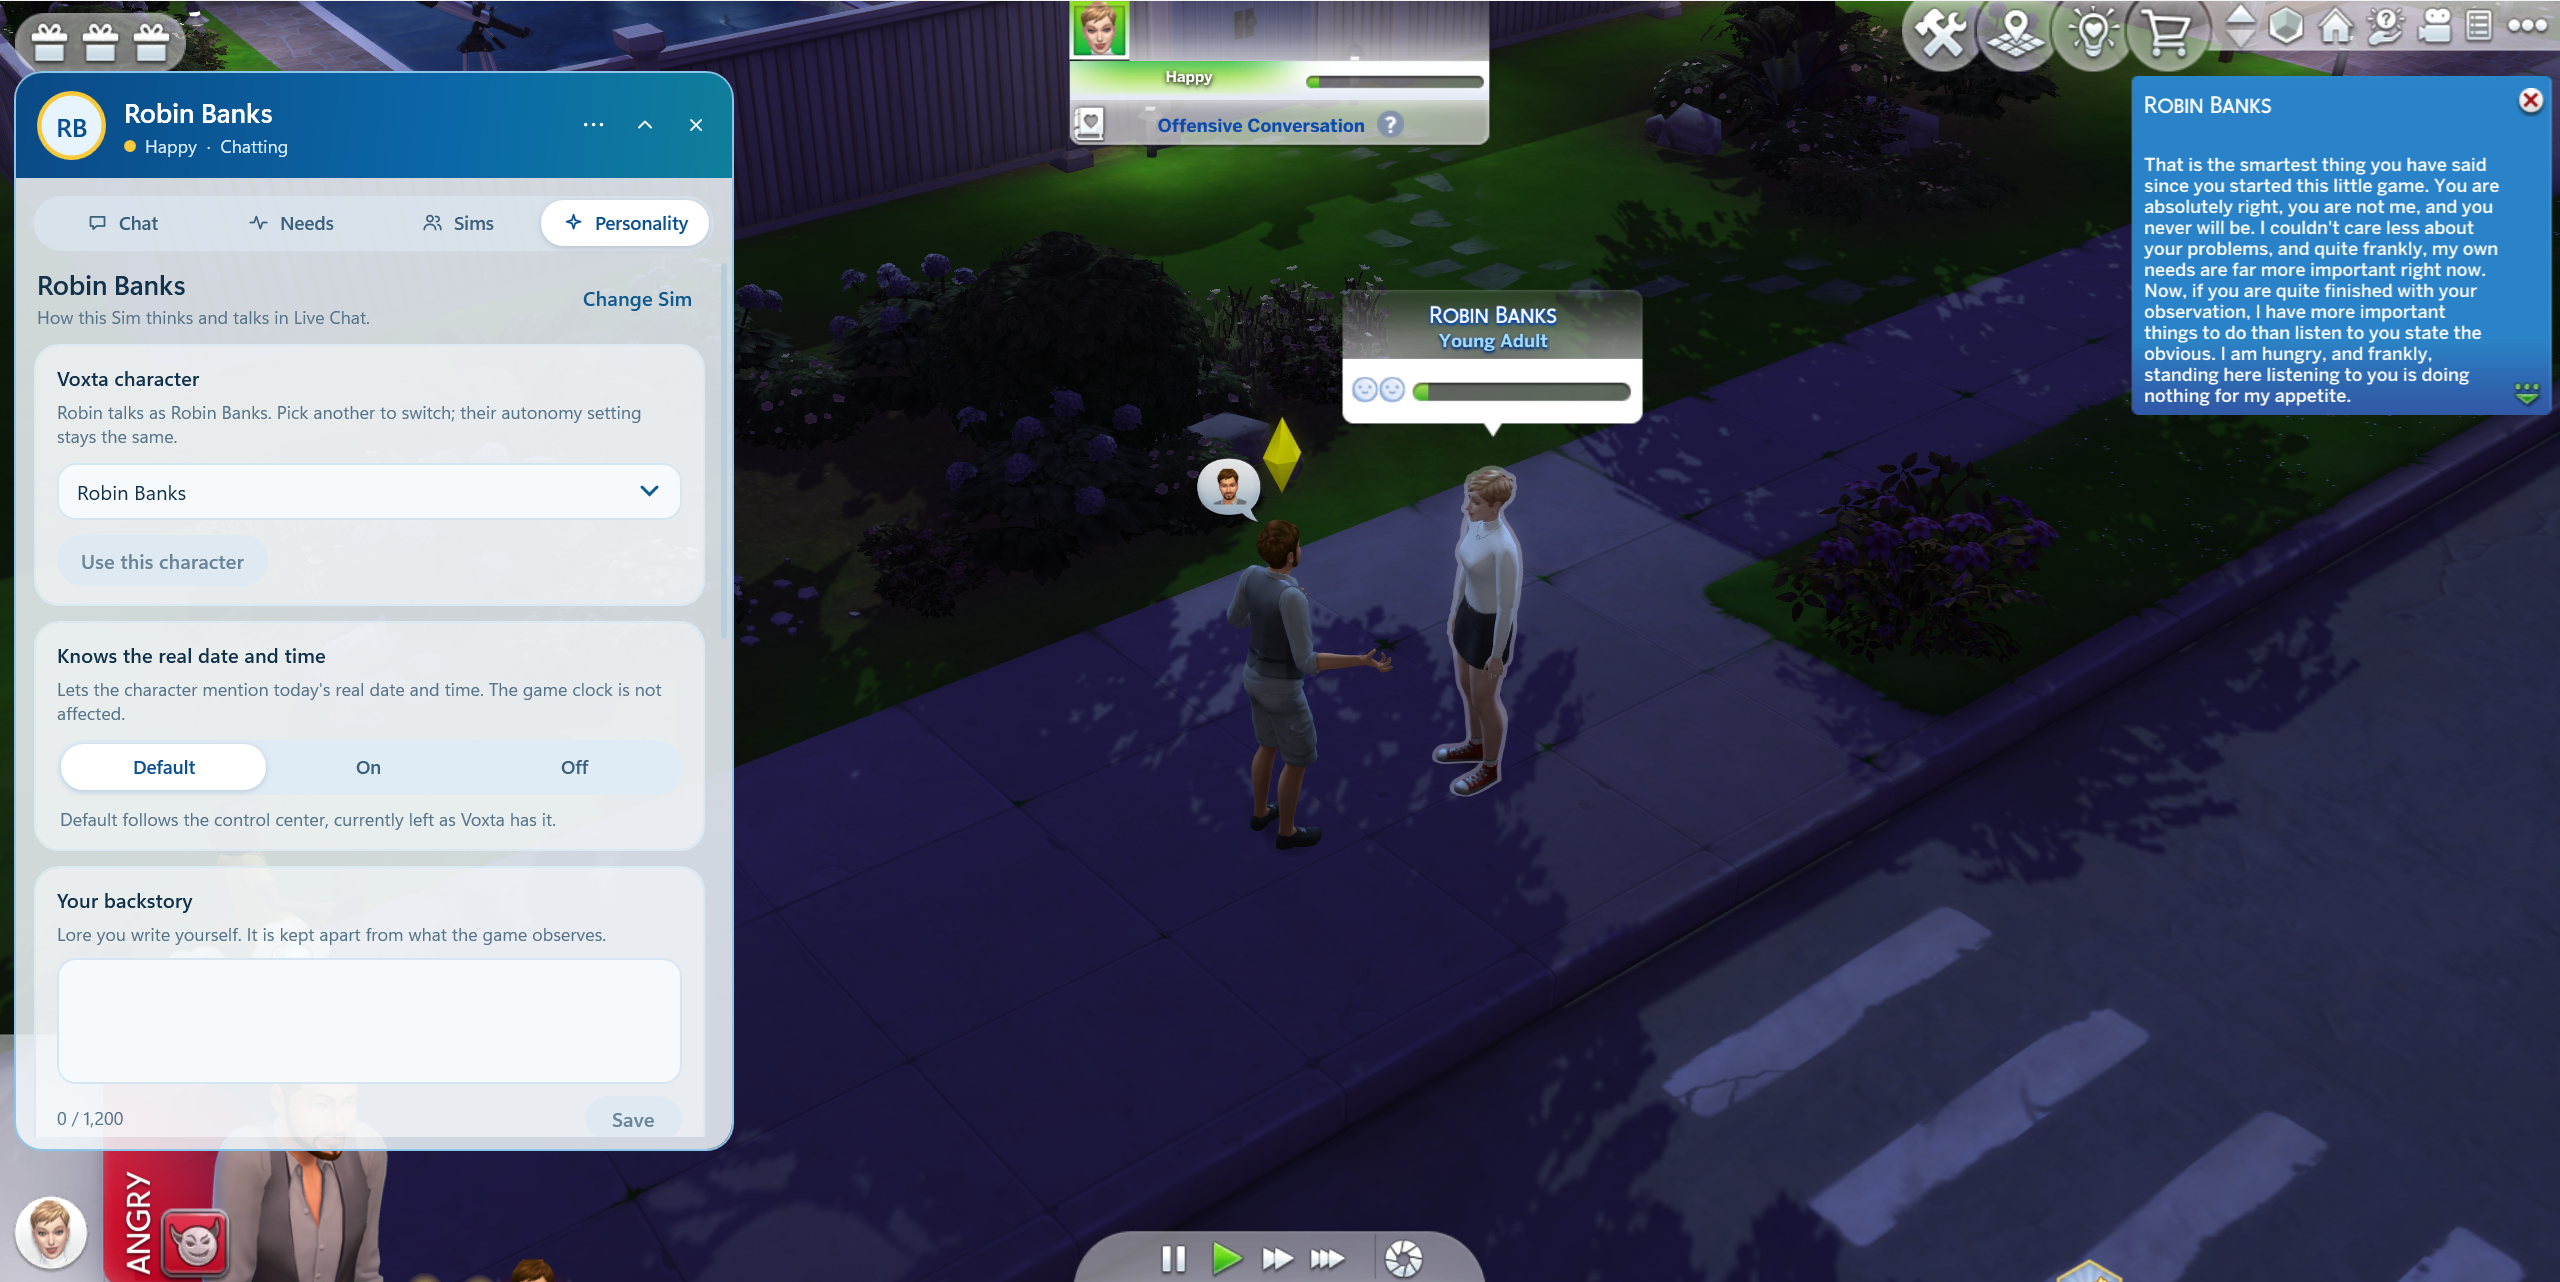 Robin Banks
Happy · Chatting
Chat
Needs
Sims
Personality
Robin Banks
How this Sim thinks and talks in Live Chat.
Change Sim
Voxta character
Robin talks as Robin Banks. Pick another to switch; their autonomy setting
stays the same.
Robin Banks
Use this character
Knows the real date and time
Lets the character mention today's real date and time. The game clock is not
affected.
Default
On
Off
Default follows the control center, currently left as Voxta has it.
Your backstory
Lore you write yourself. It is kept apart from what the game observes.
0 / 1,200
Save
RB
ANGRY
Happy
Offensive Conversation
?
ROBIN BANKS
Young Adult
ROBIN BANKS
That is the smartest thing you have said
since you started this little game. You are
absolutely right, you are not me, and you
never will be. I couldn't care less about
your problems, and quite frankly, my own
needs are far more important right now.
Now, if you are quite finished with your
observation, I have more important
things to do than listen to you state the
obvious. I am hungry, and frankly,
standing here listening to you is doing
nothing for my appetite.